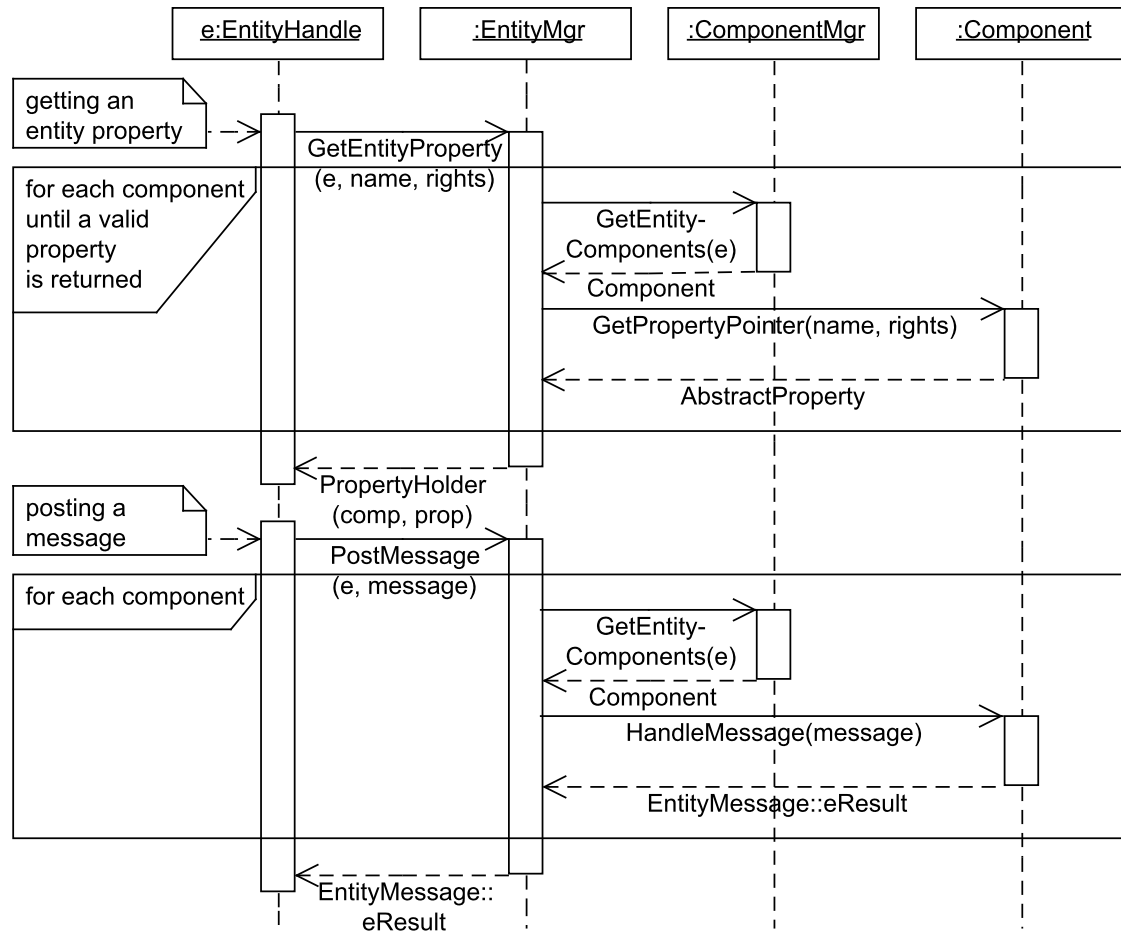 e:EntityHandle
:EntityMgr
:ComponentMgr
:Component
getting an
entity property
GetEntityProperty
(e, name, rights)
for each component
until a valid
property
is returned
GetEntity-
Components(e)
Component
GetPropertyPointer(name, rights)
AbstractProperty
PropertyHolder
(comp, prop)
posting a
message
PostMessage
(e, message)
for each component
GetEntity-
Components(e)
Component
HandleMessage(message)
EntityMessage::eResult
EntityMessage::
eResult